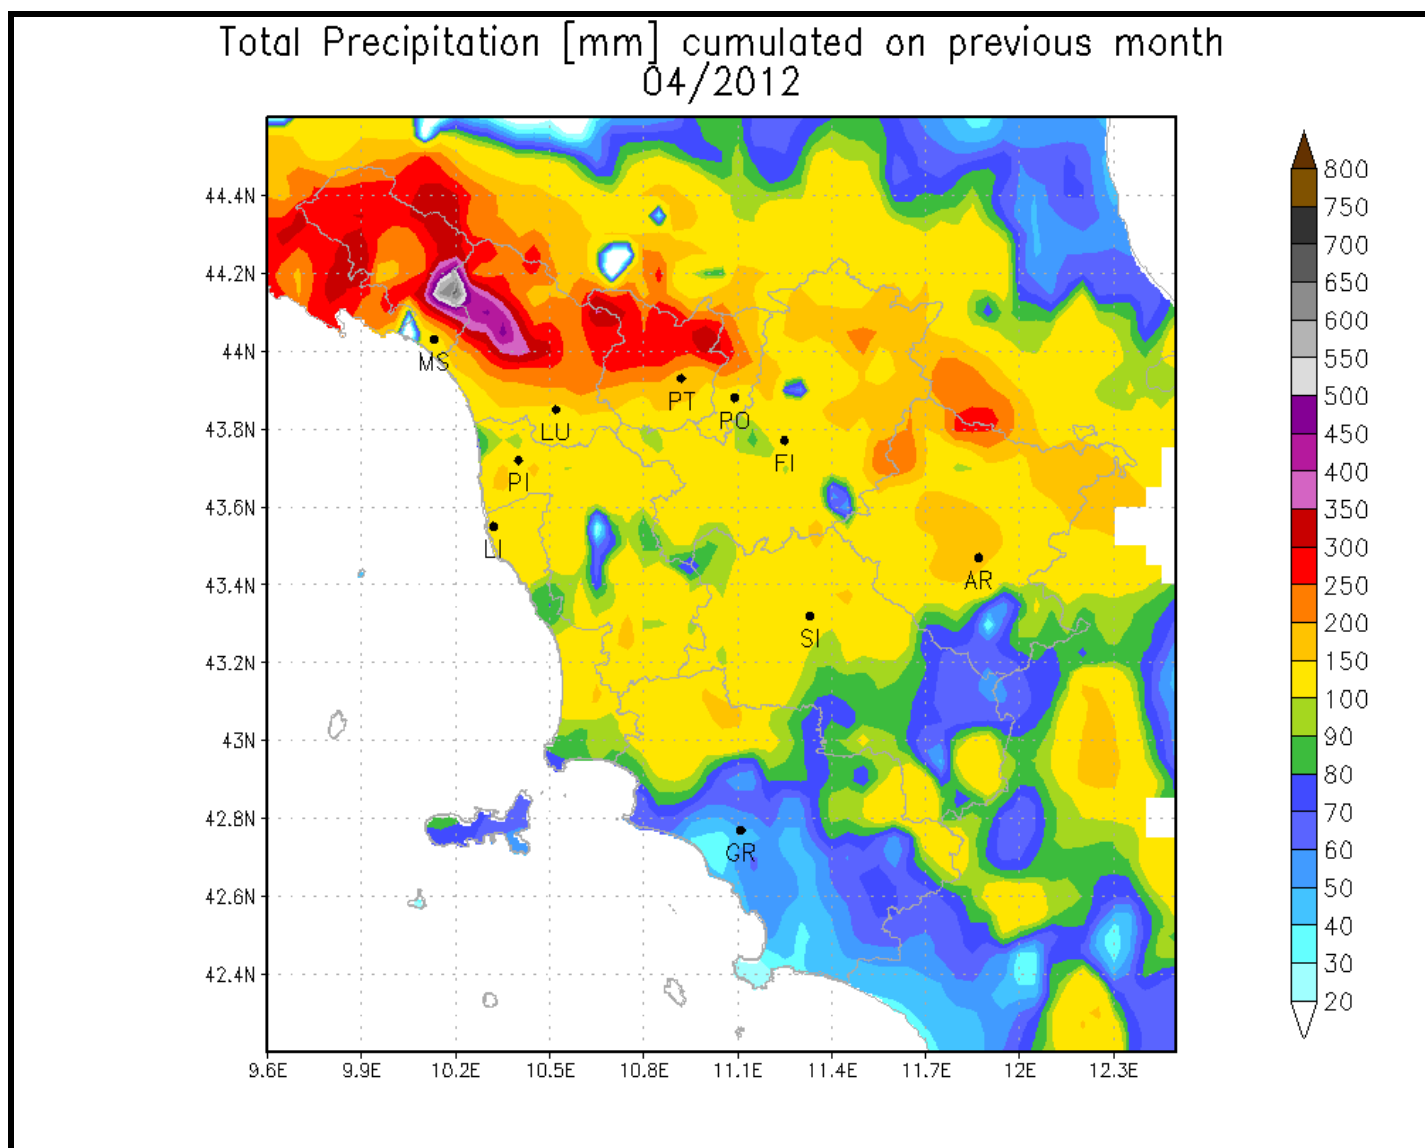 Total Precipitation [mm] cumulated on previous month
04/2012
800
750
700
650
600
550
500
450
400
350
300
250
200
150
100
90
80
70
60
50
40
30
20
44.4N
44.2N
44N
43.8N
43.6N
43.4N
43.2N
43N
42.8N
42.6N
42.4N
MS
PT
PO
LU
FI
PI
LI
AR
SI
GR
9.6E 9.9E 10.2E 10.5E 10.8E 11.1E 11.4E 11.7E 12E 12.3E